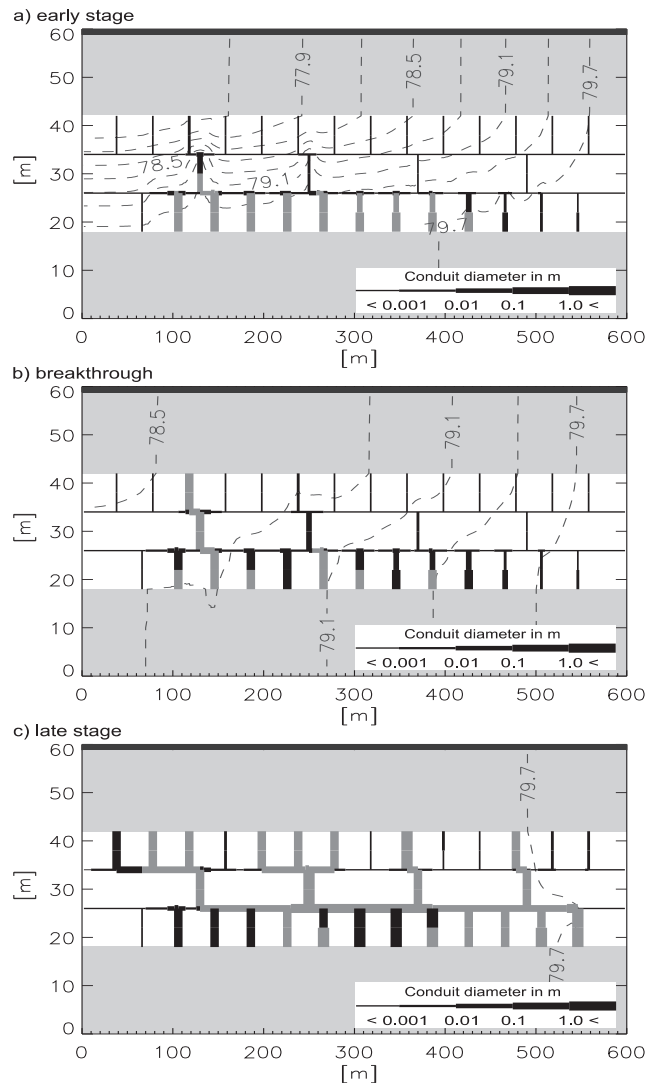 a) early stage
60
50
40
30
20
10
0
[m]
77.9
78.5
79.1
79.7
78.5
79.1
79.7
Conduit diameter in m
< 0.001 0.01 0.1 1.0 <
0 100 200 300 400 500 600
[m]
b) breakthrough
60
50
40
30
20
10
0
[m]
78.5
79.1
79.7
79.1
Conduit diameter in m
< 0.001 0.01 0.1 1.0 <
0 100 200 300 400 500 600
[m]
c) late stage
60
50
40
30
20
10
0
[m]
79.7
79.7
Conduit diameter in m
< 0.001 0.01 0.1 1.0 <
0 100 200 300 400 500 600
[m]